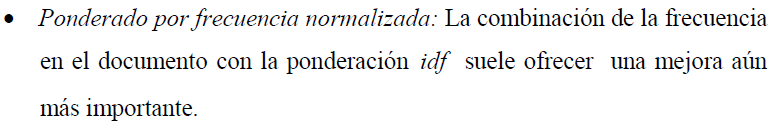 • Ponderado por frecuencia normalizada: La combinación de la frecuencia
en el documento con la ponderación idf suele ofrecer una mejora aún
más importante.